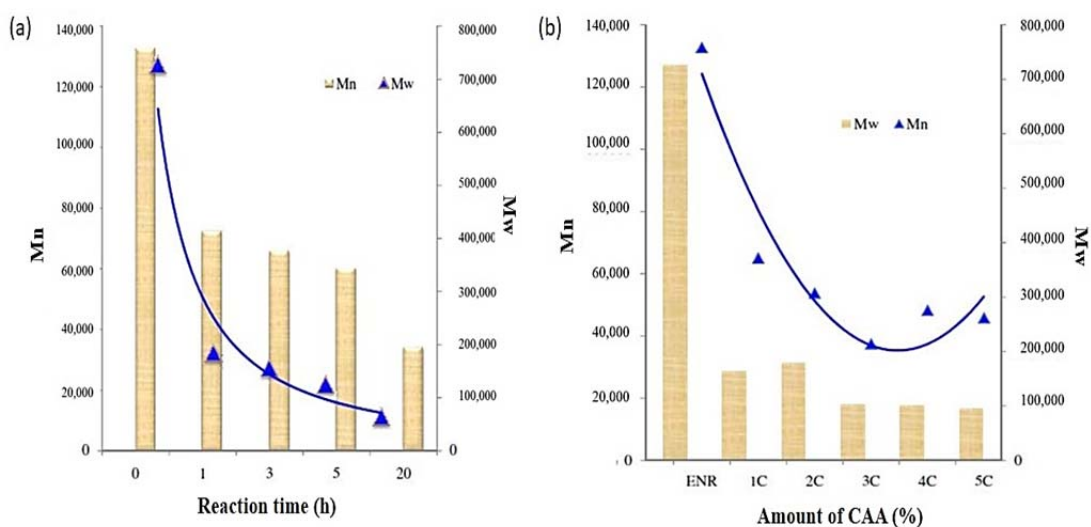 (a)
140,000
120,000
100,000
80,000
60,000
40,000
20,000
0
Mn
800,000
700,000
600,000
500,000
400,000
300,000
200,000
100,000
0
Mw
Mn Mw
0 1 3 5 20
Reaction time (h)
(b)
140,000
120,000
100,000
80,000
60,000
40,000
20,000
0
Mn
800,000
700,000
600,000
500,000
400,000
300,000
200,000
100,000
0
Mw
Mw Mn
ENR 1C 2C 3C 4C 5C
Amount of CAA (%)